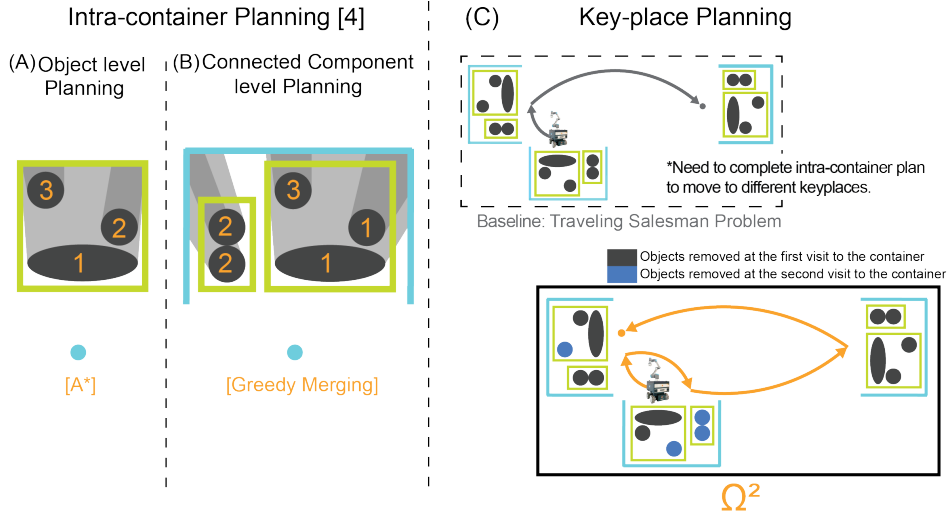 Intra-container Planning [4]
(A) Object level
Planning
(B) Connected Component
level Planning
3
2
1
[A*]
3
2
1
2
1
[Greedy Merging]
(C) Key-place Planning
*Need to complete intra-container plan
to move to different keyplaces.
Baseline: Traveling Salesman Problem
Objects removed at the first visit to the container
Objects removed at the second visit to the container
Ω²